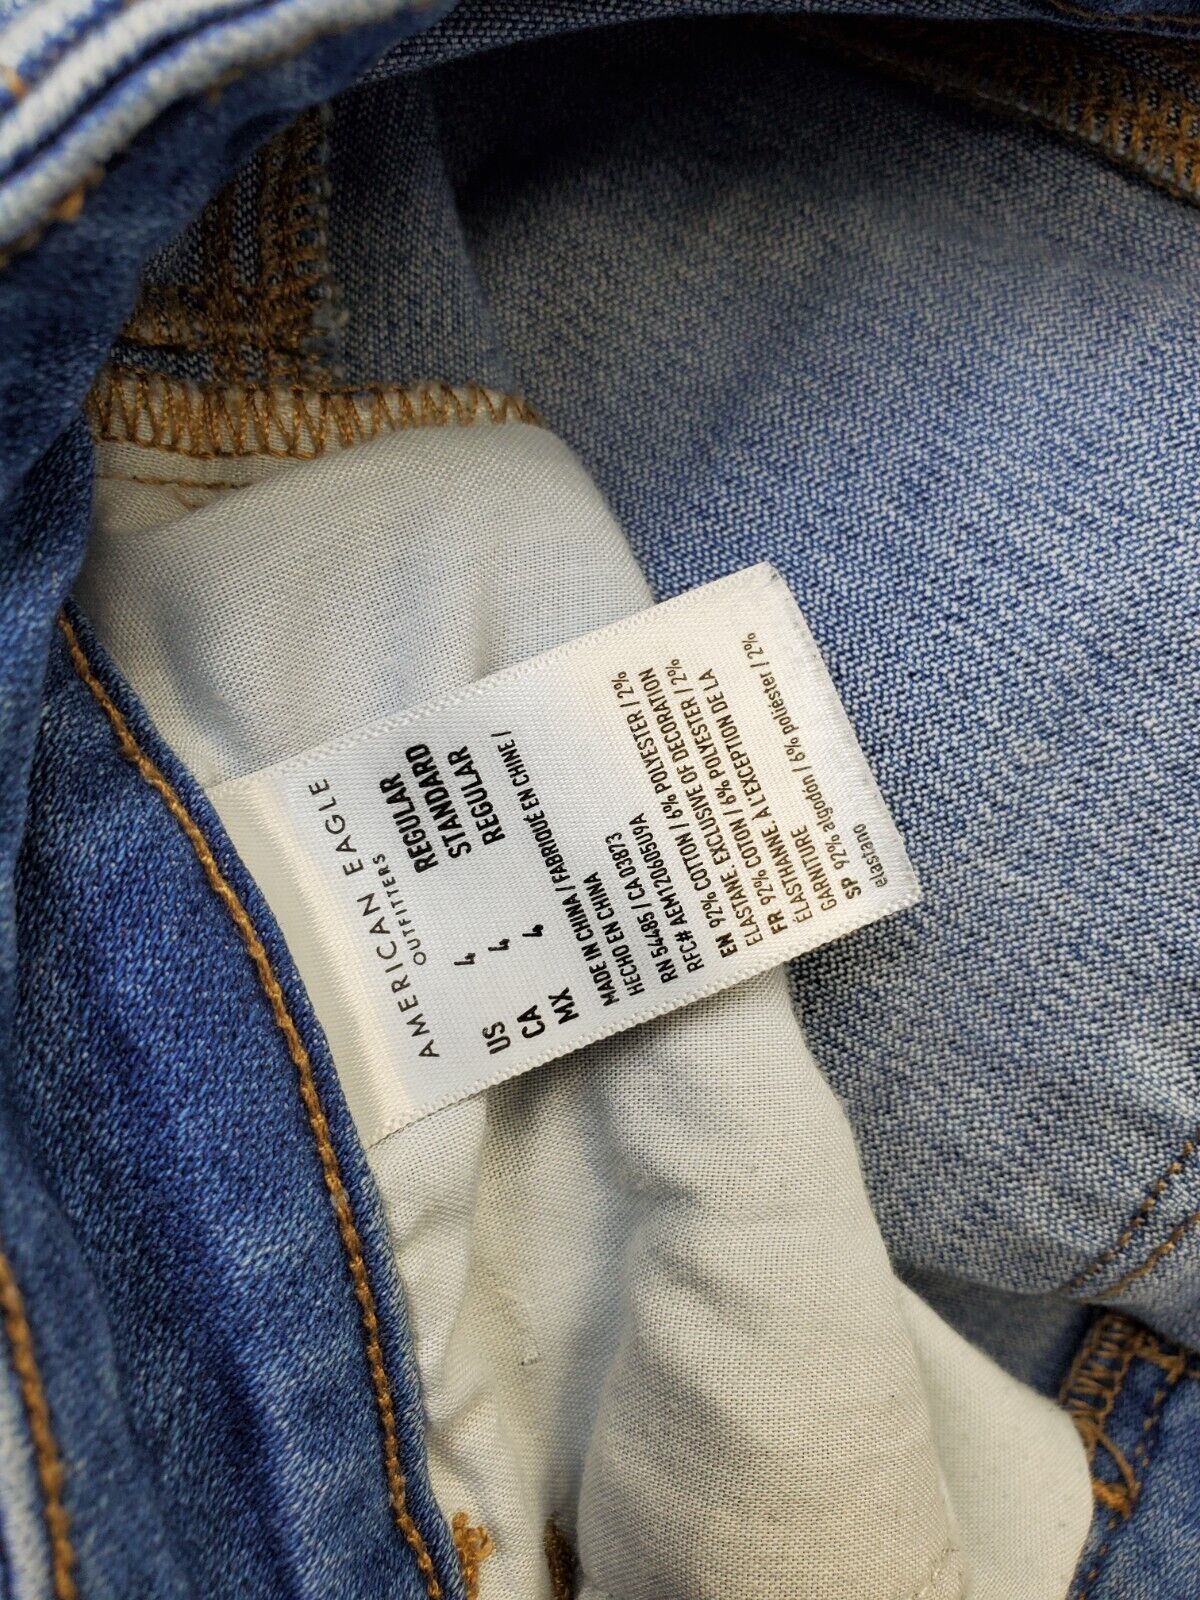 AMERICAN EAGLE
OUTFITTERS
US 4 REGULAR
CA 4 STANDARD
MX 4 REGULAR
MADE IN CHINA / FABRIQUÉ EN CHINE /
HECHO EN CHINA
RN 54485 / CA 03873
RFC# AEM120605U9A
EN 92% COTTON / 6% POLYESTER / 2%
ELASTANE EXCLUSIVE OF DECORATION
FR 92% COTON / 6% POLYESTER / 2%
ELASTHANNE. A L'EXCEPTION DE LA
GARNITURE
SP 92% algodón / 6% poliéster / 2%
elastano